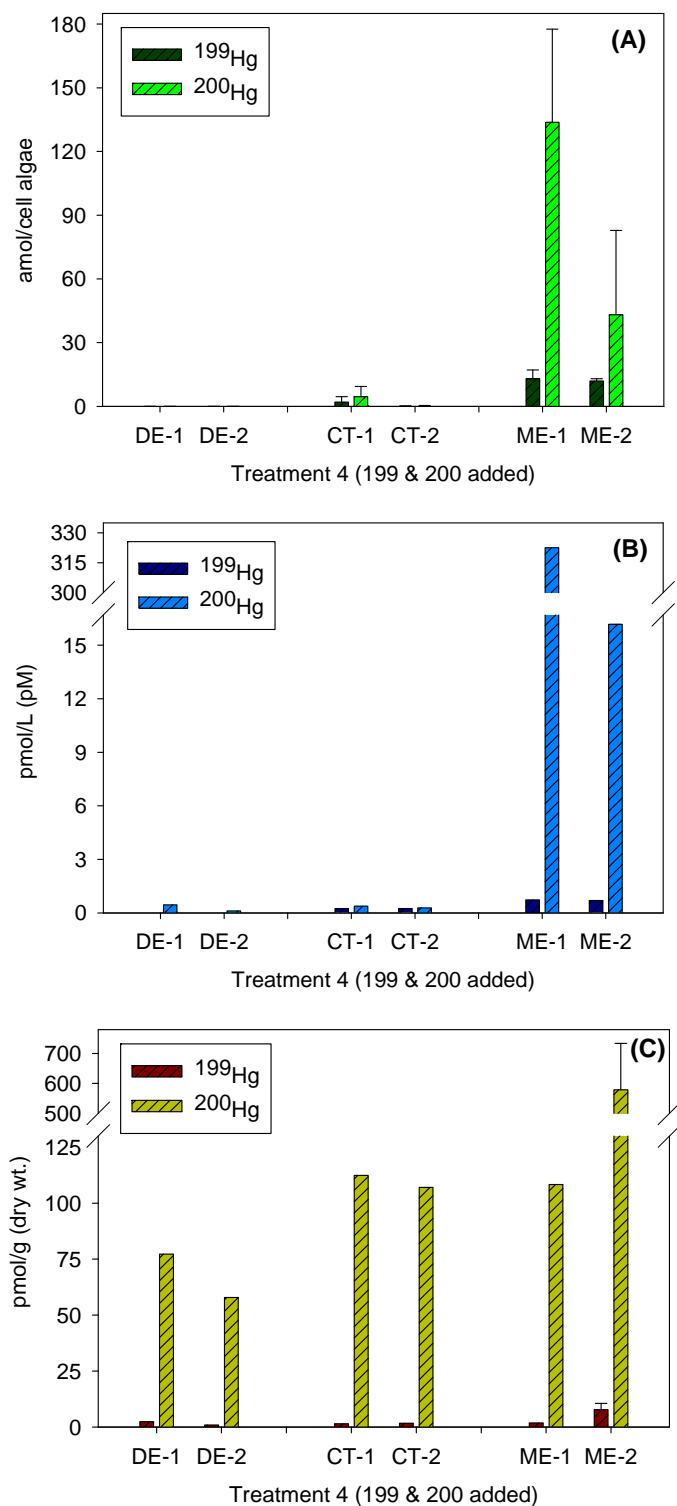 (A)
199Hg
200Hg
180
150
120
90
60
30
0
amol/cell algae
DE-1 DE-2 CT-1 CT-2 ME-1 ME-2
Treatment 4 (199 & 200 added)
(B)
199Hg
200Hg
330
315
300
15
12
9
6
3
0
pmol/L (pM)
DE-1 DE-2 CT-1 CT-2 ME-1 ME-2
Treatment 4 (199 & 200 added)
(C)
199Hg
200Hg
700
600
500
125
100
75
50
25
0
pmol/g (dry wt.)
DE-1 DE-2 CT-1 CT-2 ME-1 ME-2
Treatment 4 (199 & 200 added)